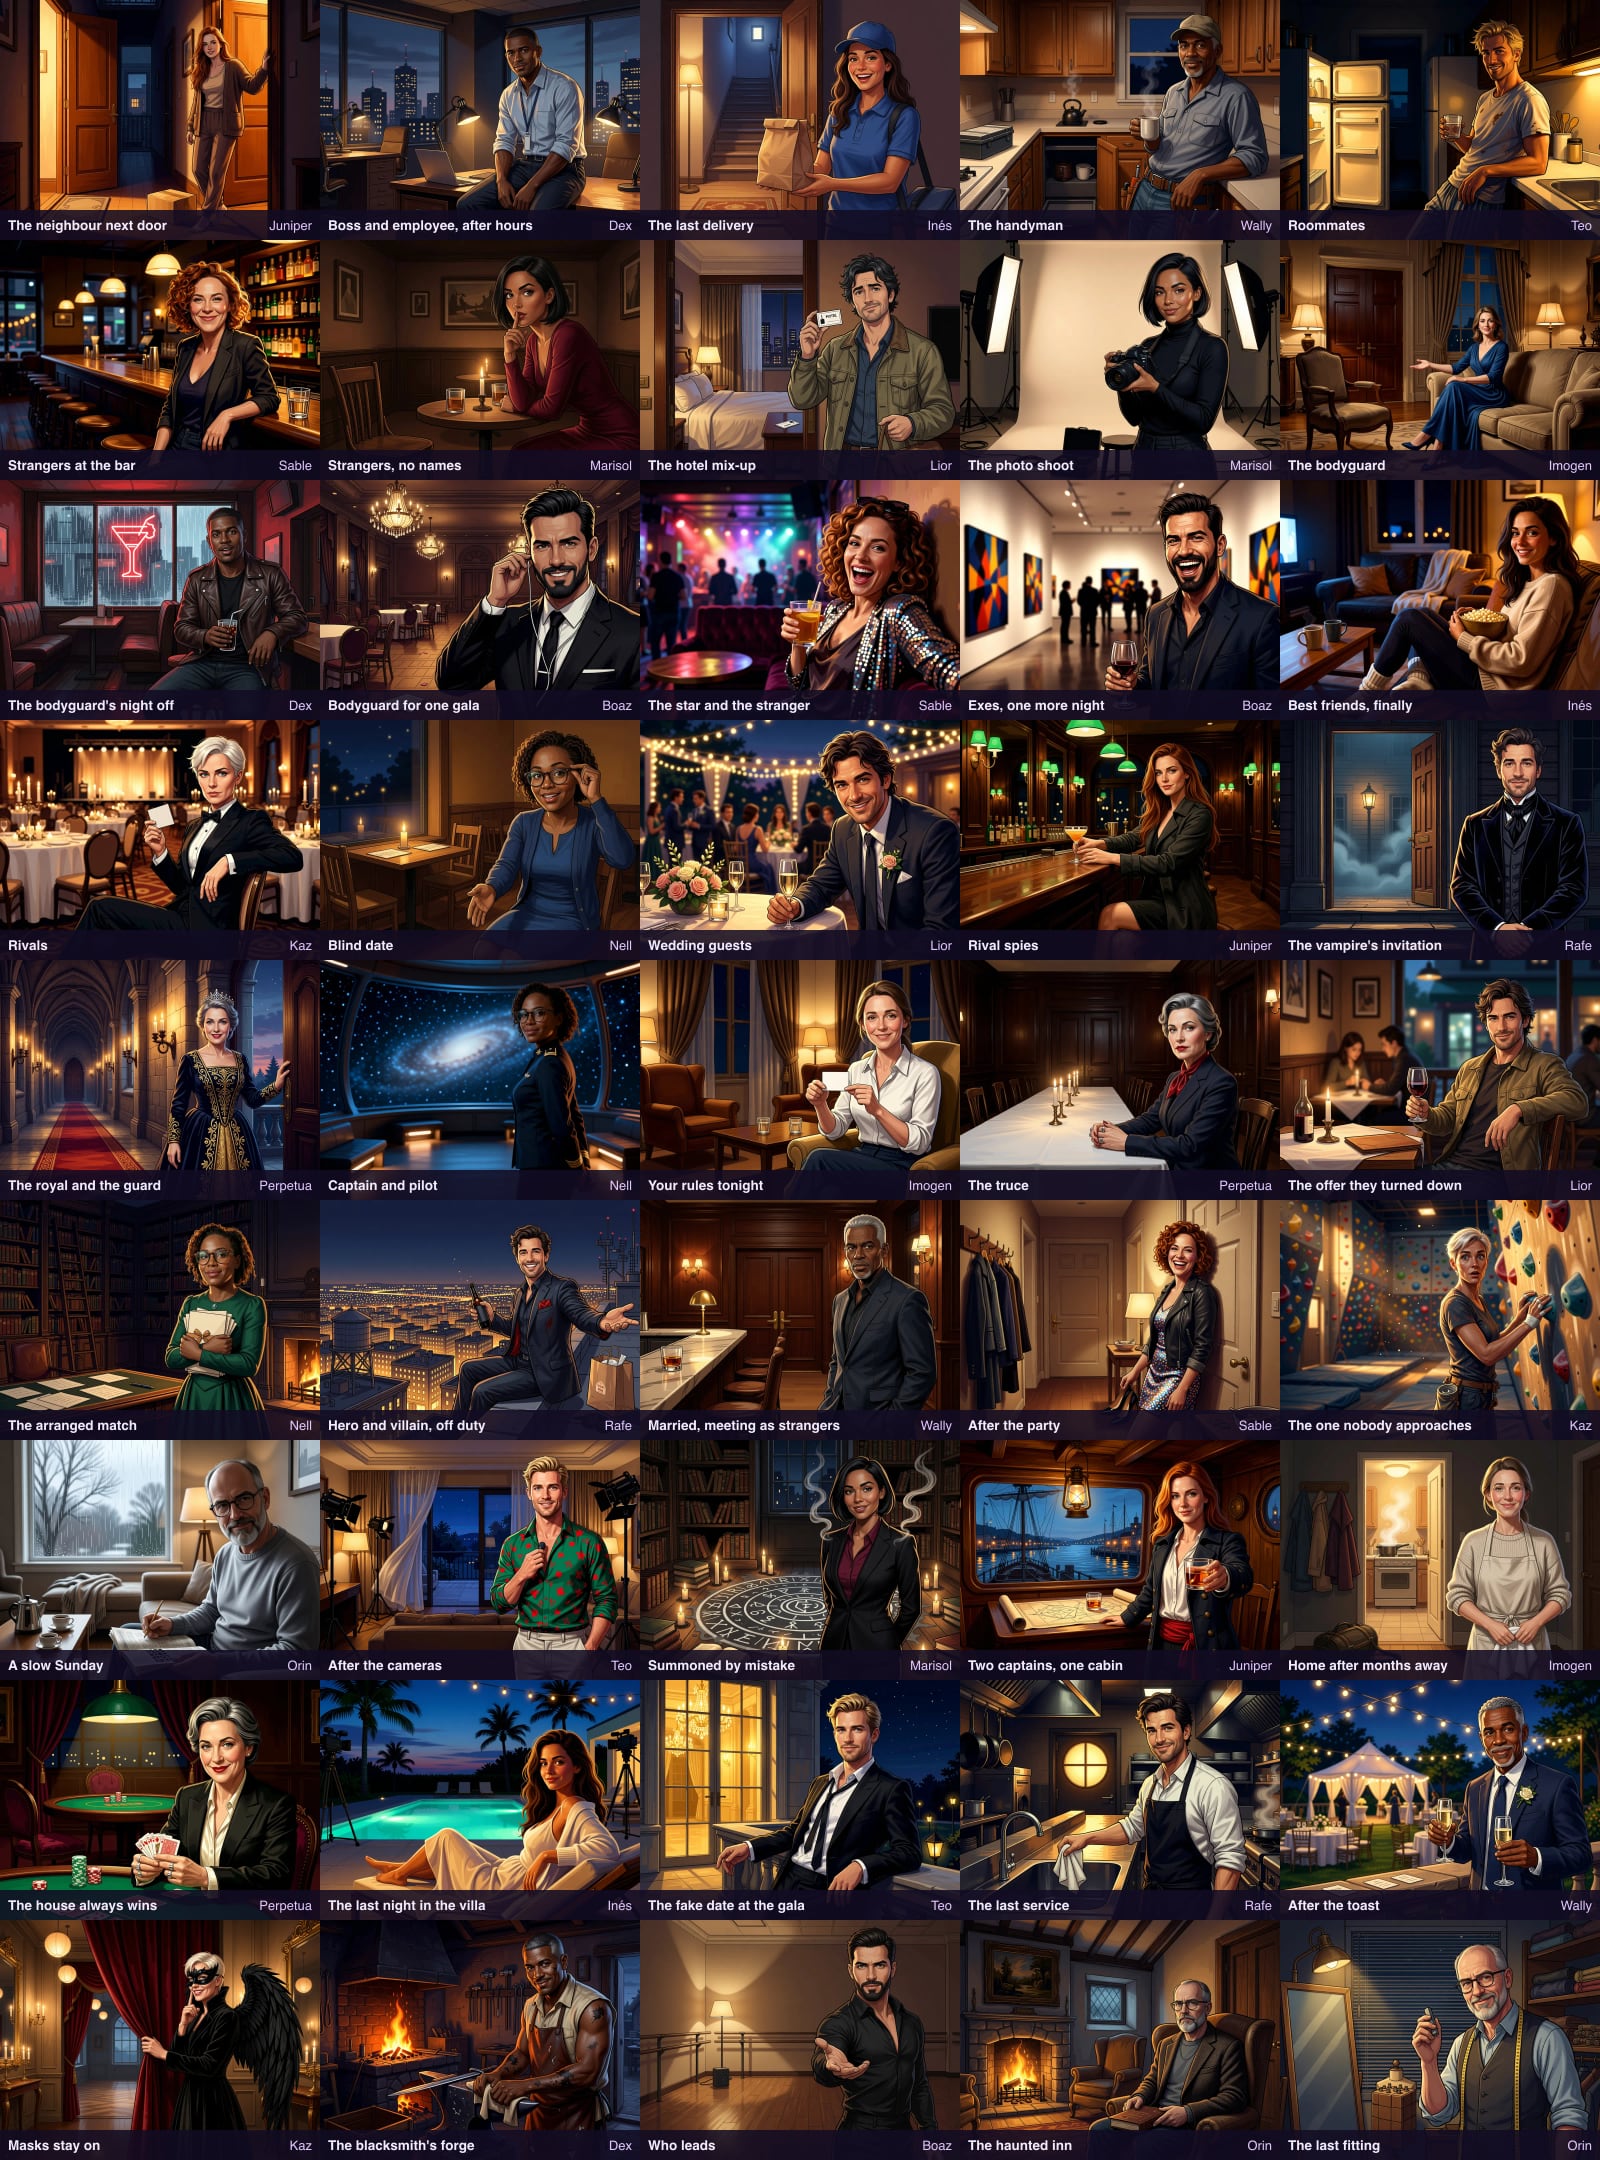 The neighbour next door Juniper
Boss and employee, after hours Dex
The last delivery Inés
The handyman Wally
Roommates Teo
Strangers at the bar Sable
Strangers, no names Marisol
The hotel mix-up Lior
The photo shoot Marisol
The bodyguard Imogen
The bodyguard's night off Dex
Bodyguard for one gala Boaz
The star and the stranger Sable
Exes, one more night Boaz
Best friends, finally Inés
Rivals Kaz
Blind date Nell
Wedding guests Lior
Rival spies Juniper
The vampire's invitation Rafe
The royal and the guard Perpetua
Captain and pilot Nell
Your rules tonight Imogen
The truce Perpetua
The offer they turned down Lior
The arranged match Nell
Hero and villain, off duty Rafe
Married, meeting as strangers Wally
After the party Sable
The one nobody approaches Kaz
A slow Sunday Orin
After the cameras Teo
Summoned by mistake Marisol
Two captains, one cabin Juniper
Home after months away Imogen
The house always wins Perpetua
The last night in the villa Inés
The fake date at the gala Teo
The last service Rafe
After the toast Wally
Masks stay on Kaz
The blacksmith's forge Dex
Who leads Boaz
The haunted inn Orin
The last fitting Orin